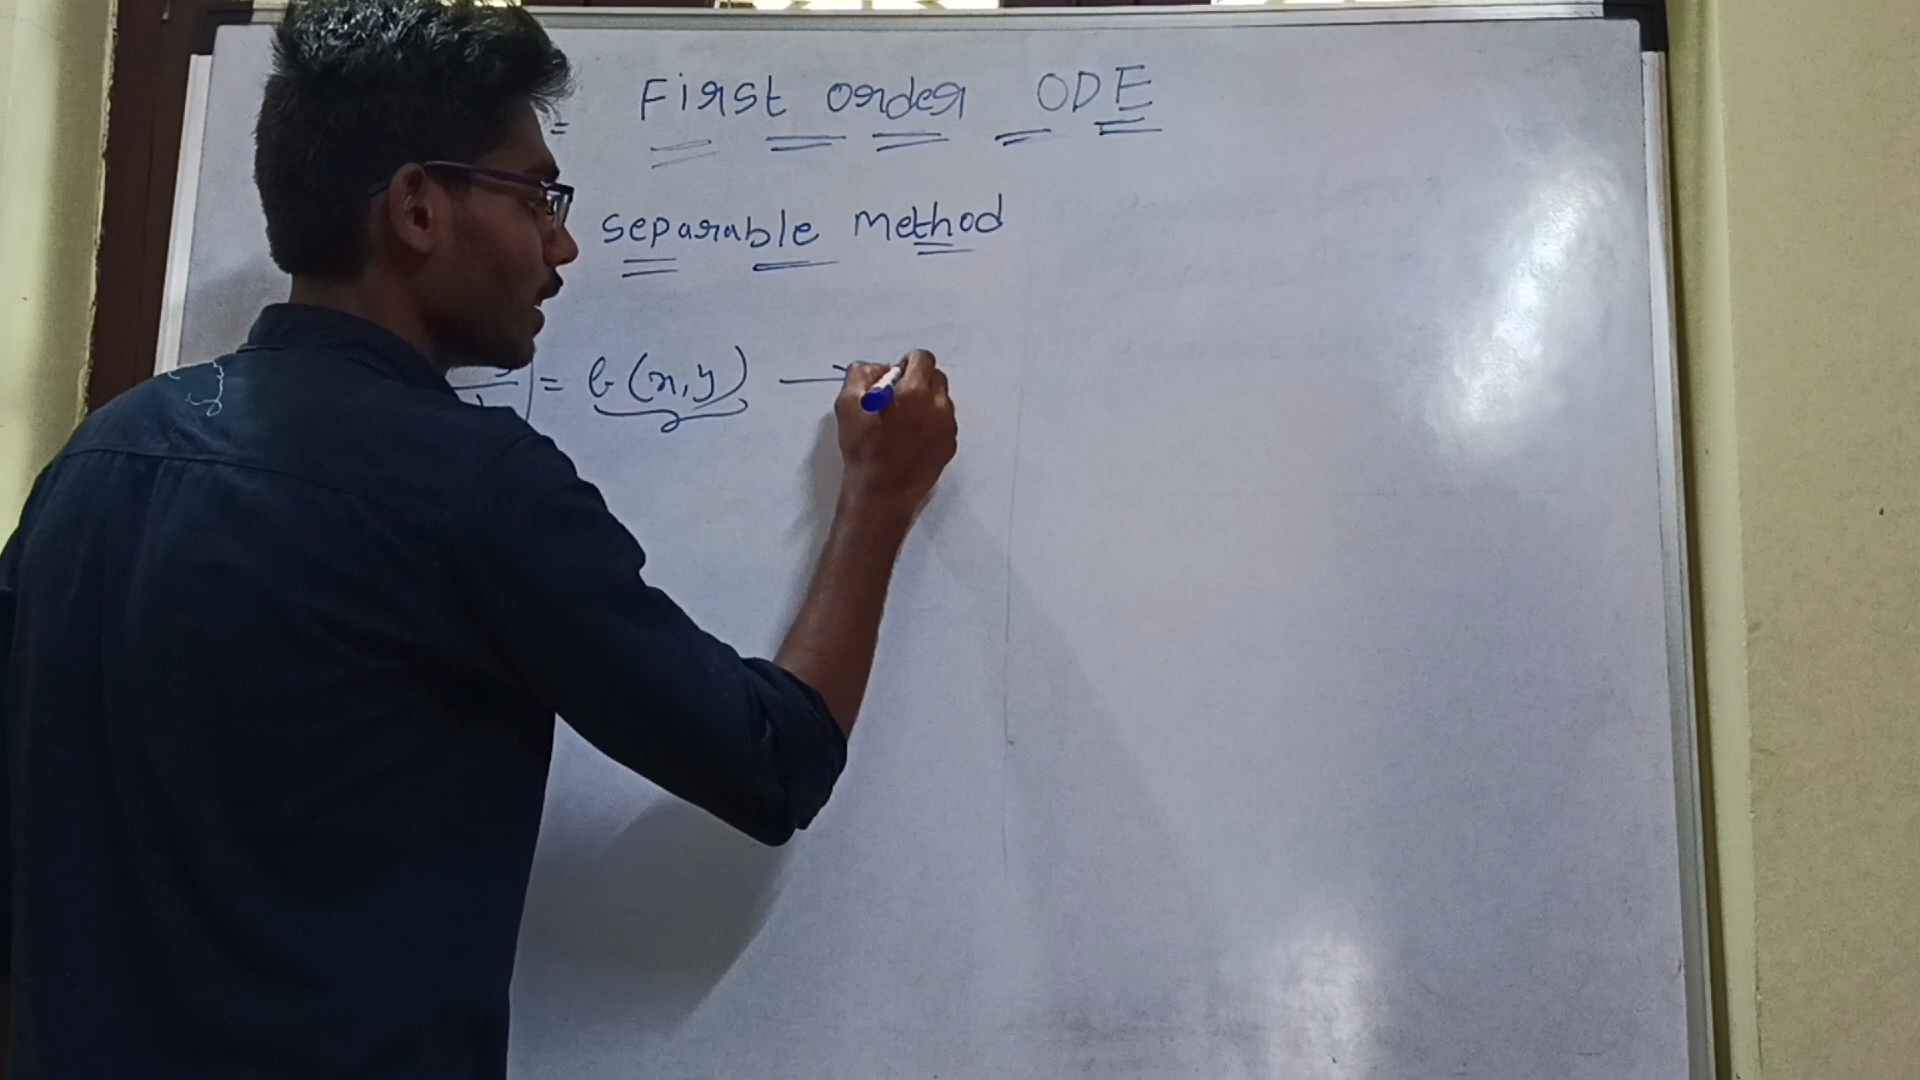 = First order ODE
separable method
= f(x,y) →